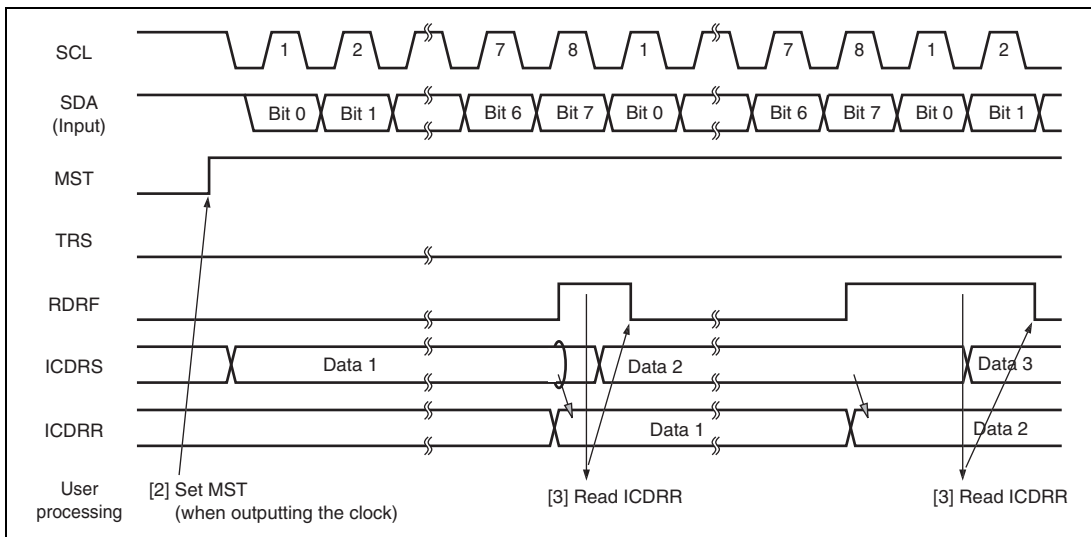 SCL 1 2 7 8 1 7 8 1 2
SDA
(Input)
Bit 0 Bit 1 Bit 6 Bit 7 Bit 0 Bit 6 Bit 7 Bit 0 Bit 1
MST
TRS
RDRF
ICDRS Data 1 Data 2 Data 3
ICDRR Data 1 Data 2
User
processing
[2] Set MST
(when outputting the clock)
[3] Read ICDRR
[3] Read ICDRR